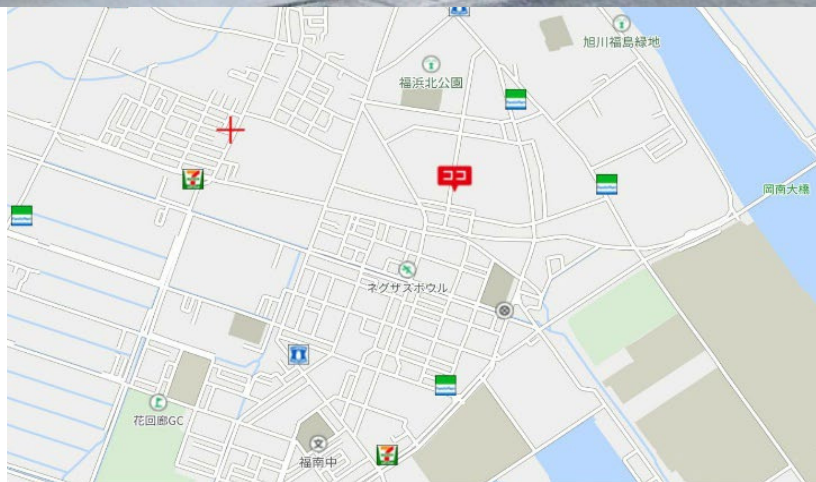 旭川福島緑地
福浜北公園
ココ
岡南大橋
ネグサスボウル
花回廊GC
福南中